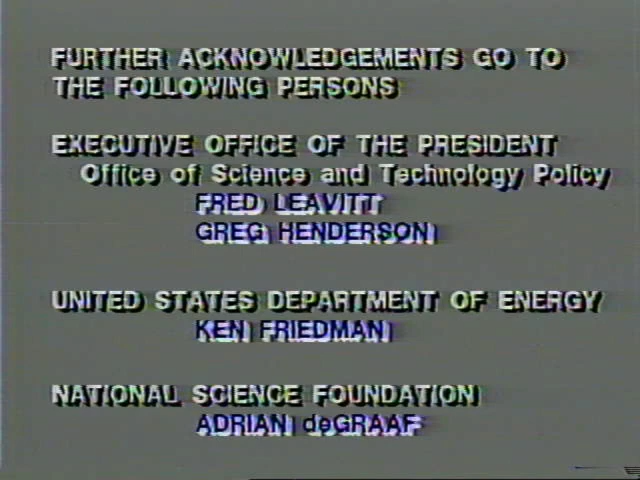 FURTHER ACKNOWLEDGEMENTS GO TO
THE FOLLOWING PERSONS
EXECUTIVE OFFICE OF THE PRESIDENT
Office of Science and Technology Policy
FRED LEAVITT
GREG HENDERSON
UNITED STATES DEPARTMENT OF ENERGY
KEN FRIEDMAN
NATIONAL SCIENCE FOUNDATION
ADRIAN deGRAAF